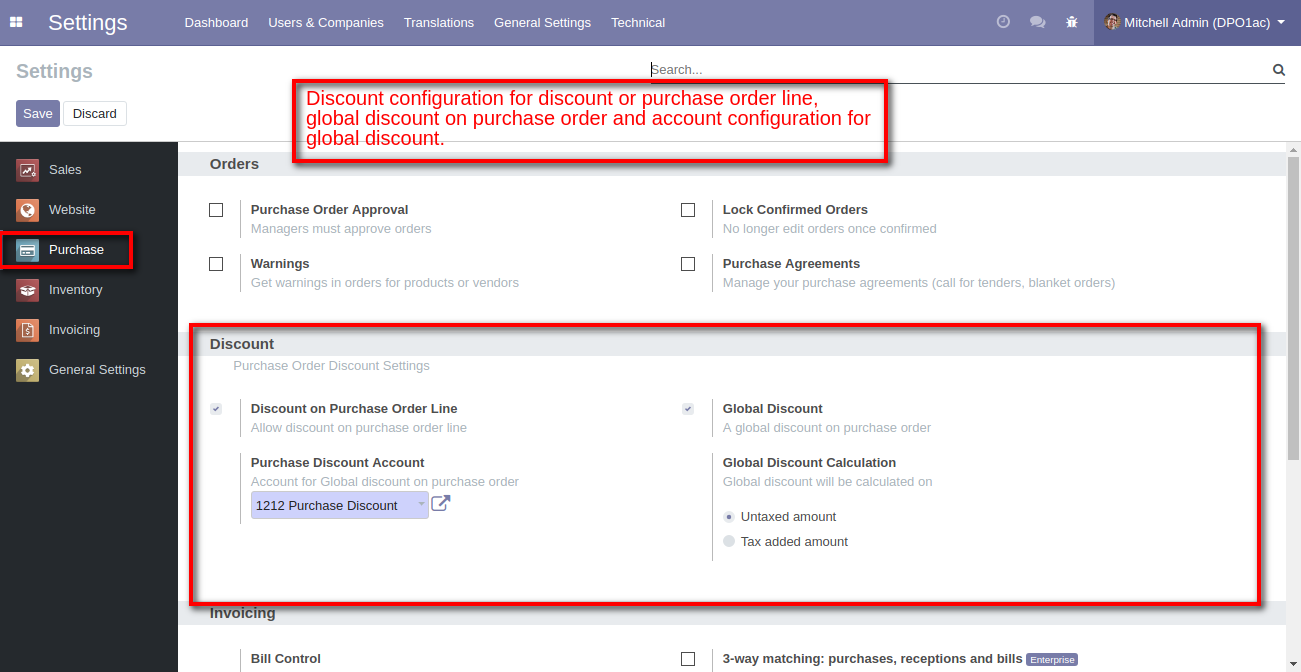 Settings Dashboard Users & Companies Translations General Settings Technical Mitchell Admin (DPO1ac)
Settings
Search...
Save Discard
Discount configuration for discount or purchase order line,
global discount on purchase order and account configuration for
global discount.
Sales
Website
Purchase
Inventory
Invoicing
General Settings
Orders
Purchase Order Approval
Managers must approve orders
Lock Confirmed Orders
No longer edit orders once confirmed
Warnings
Get warnings in orders for products or vendors
Purchase Agreements
Manage your purchase agreements (call for tenders, blanket orders)
Discount
Purchase Order Discount Settings
Discount on Purchase Order Line
Allow discount on purchase order line
Global Discount
A global discount on purchase order
Purchase Discount Account
Account for Global discount on purchase order
1212 Purchase Discount
Global Discount Calculation
Global discount will be calculated on
Untaxed amount
Tax added amount
Invoicing
Bill Control
3-way matching: purchases, receptions and bills Enterprise